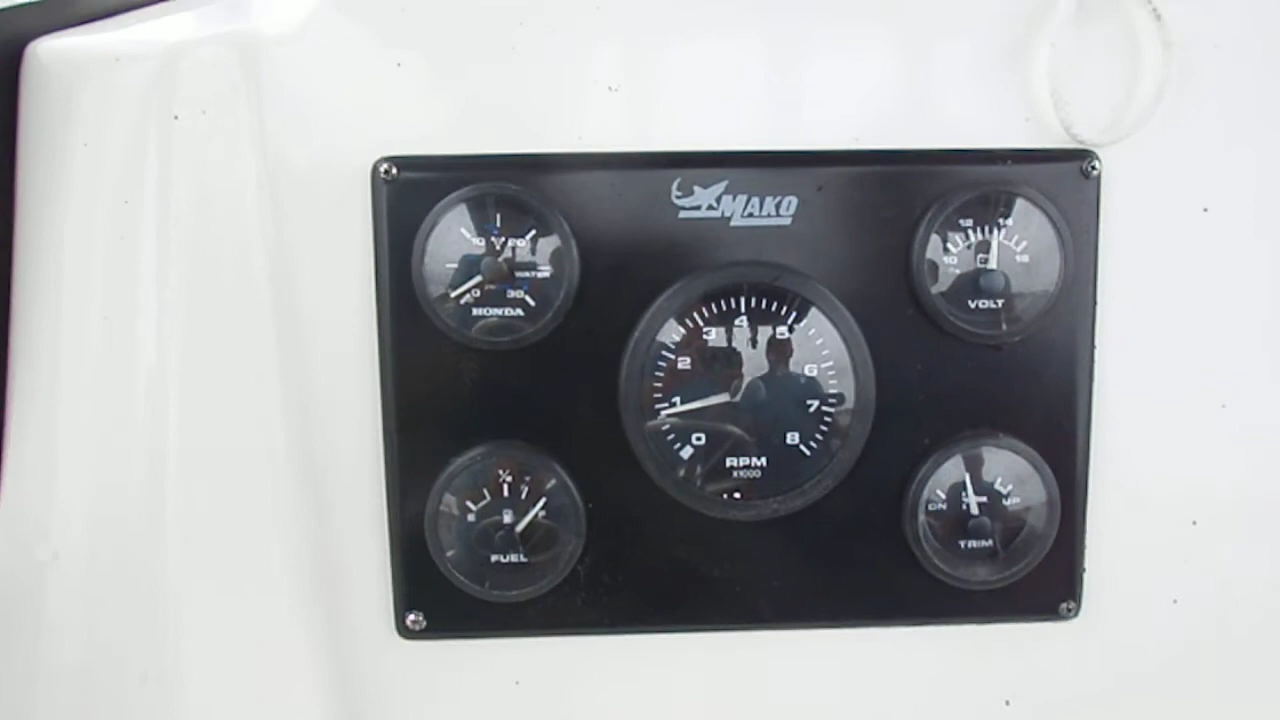 MAKO
10 20
WATER
0 30
HONDA
12 14
10 16
VOLT
4
3 5
2 6
1 7
0 8
RPM
X1000
1/2
E F
FUEL
DN UP
TRIM